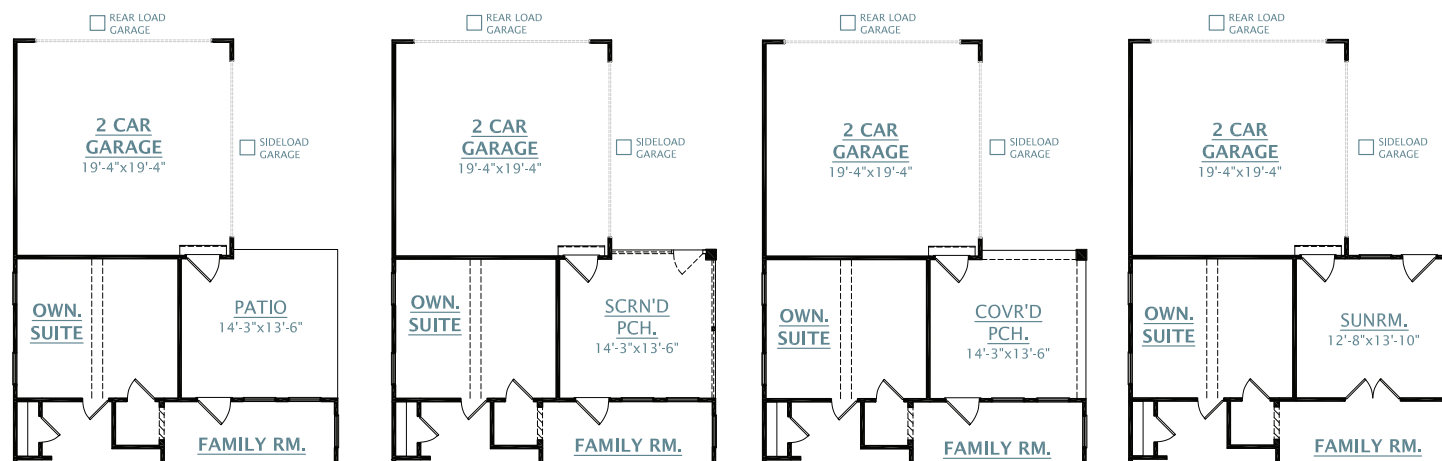 REAR LOAD
GARAGE
2 CAR
GARAGE
19'-4"x19'-4"
SIDELOAD
GARAGE
OWN.
SUITE
PATIO
14'-3"x13'-6"
FAMILY RM.
REAR LOAD
GARAGE
2 CAR
GARAGE
19'-4"x19'-4"
SIDELOAD
GARAGE
OWN.
SUITE
SCRN'D
PCH.
14'-3"x13'-6"
FAMILY RM.
REAR LOAD
GARAGE
2 CAR
GARAGE
19'-4"x19'-4"
SIDELOAD
GARAGE
OWN.
SUITE
COVR'D
PCH.
14'-3"x13'-6"
FAMILY RM.
REAR LOAD
GARAGE
2 CAR
GARAGE
19'-4"x19'-4"
SIDELOAD
GARAGE
OWN.
SUITE
SUNRM.
12'-8"x13'-10"
FAMILY RM.